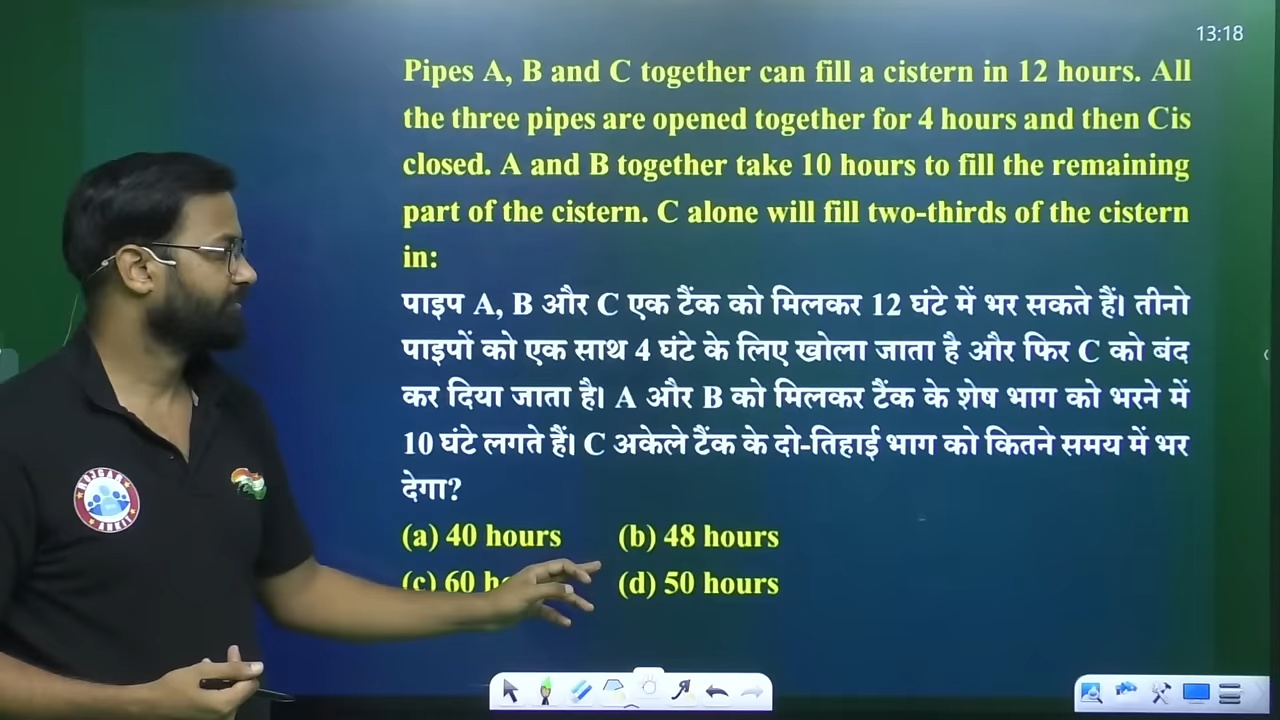 13:18
Pipes A, B and C together can fill a cistern in 12 hours. All
the three pipes are opened together for 4 hours and then Cis
closed. A and B together take 10 hours to fill the remaining
part of the cistern. C alone will fill two-thirds of the cistern
in:
पाइप A, B और C एक टैंक को मिलकर 12 घंटे में भर सकते हैं। तीनो
पाइपों को एक साथ 4 घंटे के लिए खोला जाता है और फिर C को बंद
कर दिया जाता है। A और B को मिलकर टैंक के शेष भाग को भरने में
10 घंटे लगते हैं। C अकेले टैंक के दो-तिहाई भाग को कितने समय में भर
देगा?
(a) 40 hours (b) 48 hours
(c) 60 (d) 50 hours
ROJGAR
ANKIT